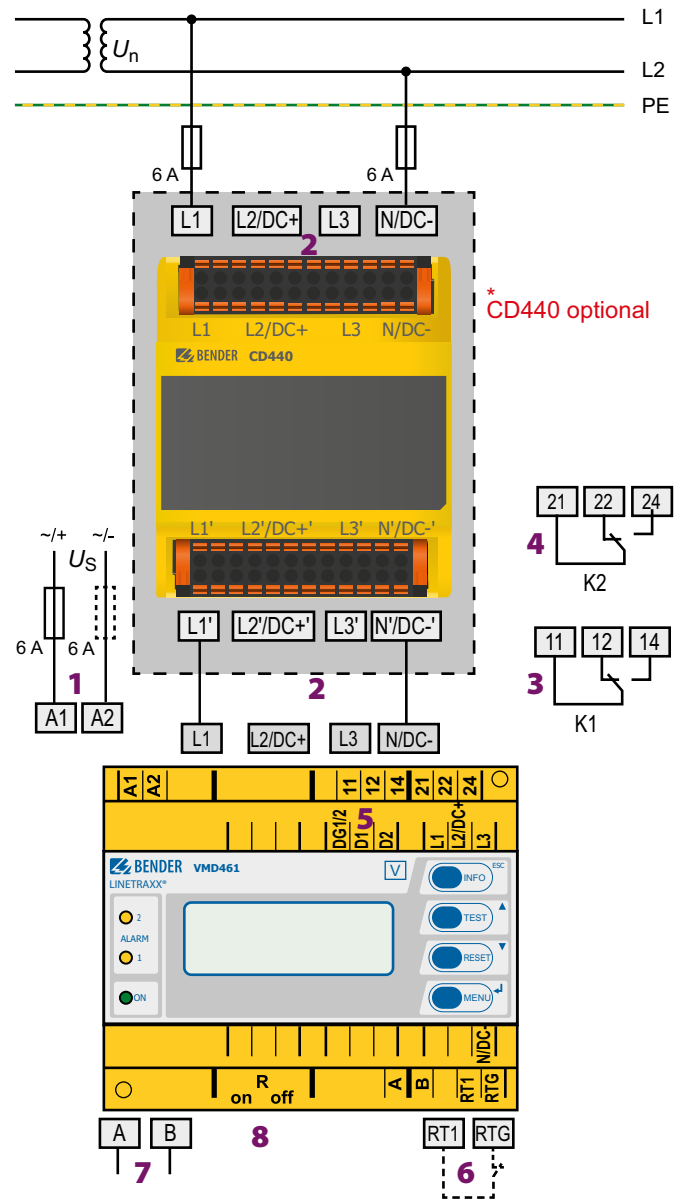 L1
Un
L2
PE
6 A
6 A
L1 L2/DC+ L3 N/DC-
2
*
CD440 optional
L1 L2/DC+ L3 N/DC-
BENDER CD440
21 22 24
4
K2
L1' L2'/DC+' L3' N'/DC-'
~/+ ~/-
US
6 A 6 A
1
A1 A2
L1' L2'/DC+' L3' N'/DC-'
2
11 12 14
3
K1
L1 L2/DC+ L3 N/DC-
A1 A2 11 12 14 21 22 24
5
DG1/2 D1 D2 L1 L2/DC+ L3
BENDER VMD461
LINETRAXX®
V
INFO ESC
2
TEST
ALARM
1
RESET
ON
MENU
N/DC-
R
on off
A B RT1 RTG
A B
7
8
RT1 RTG
6